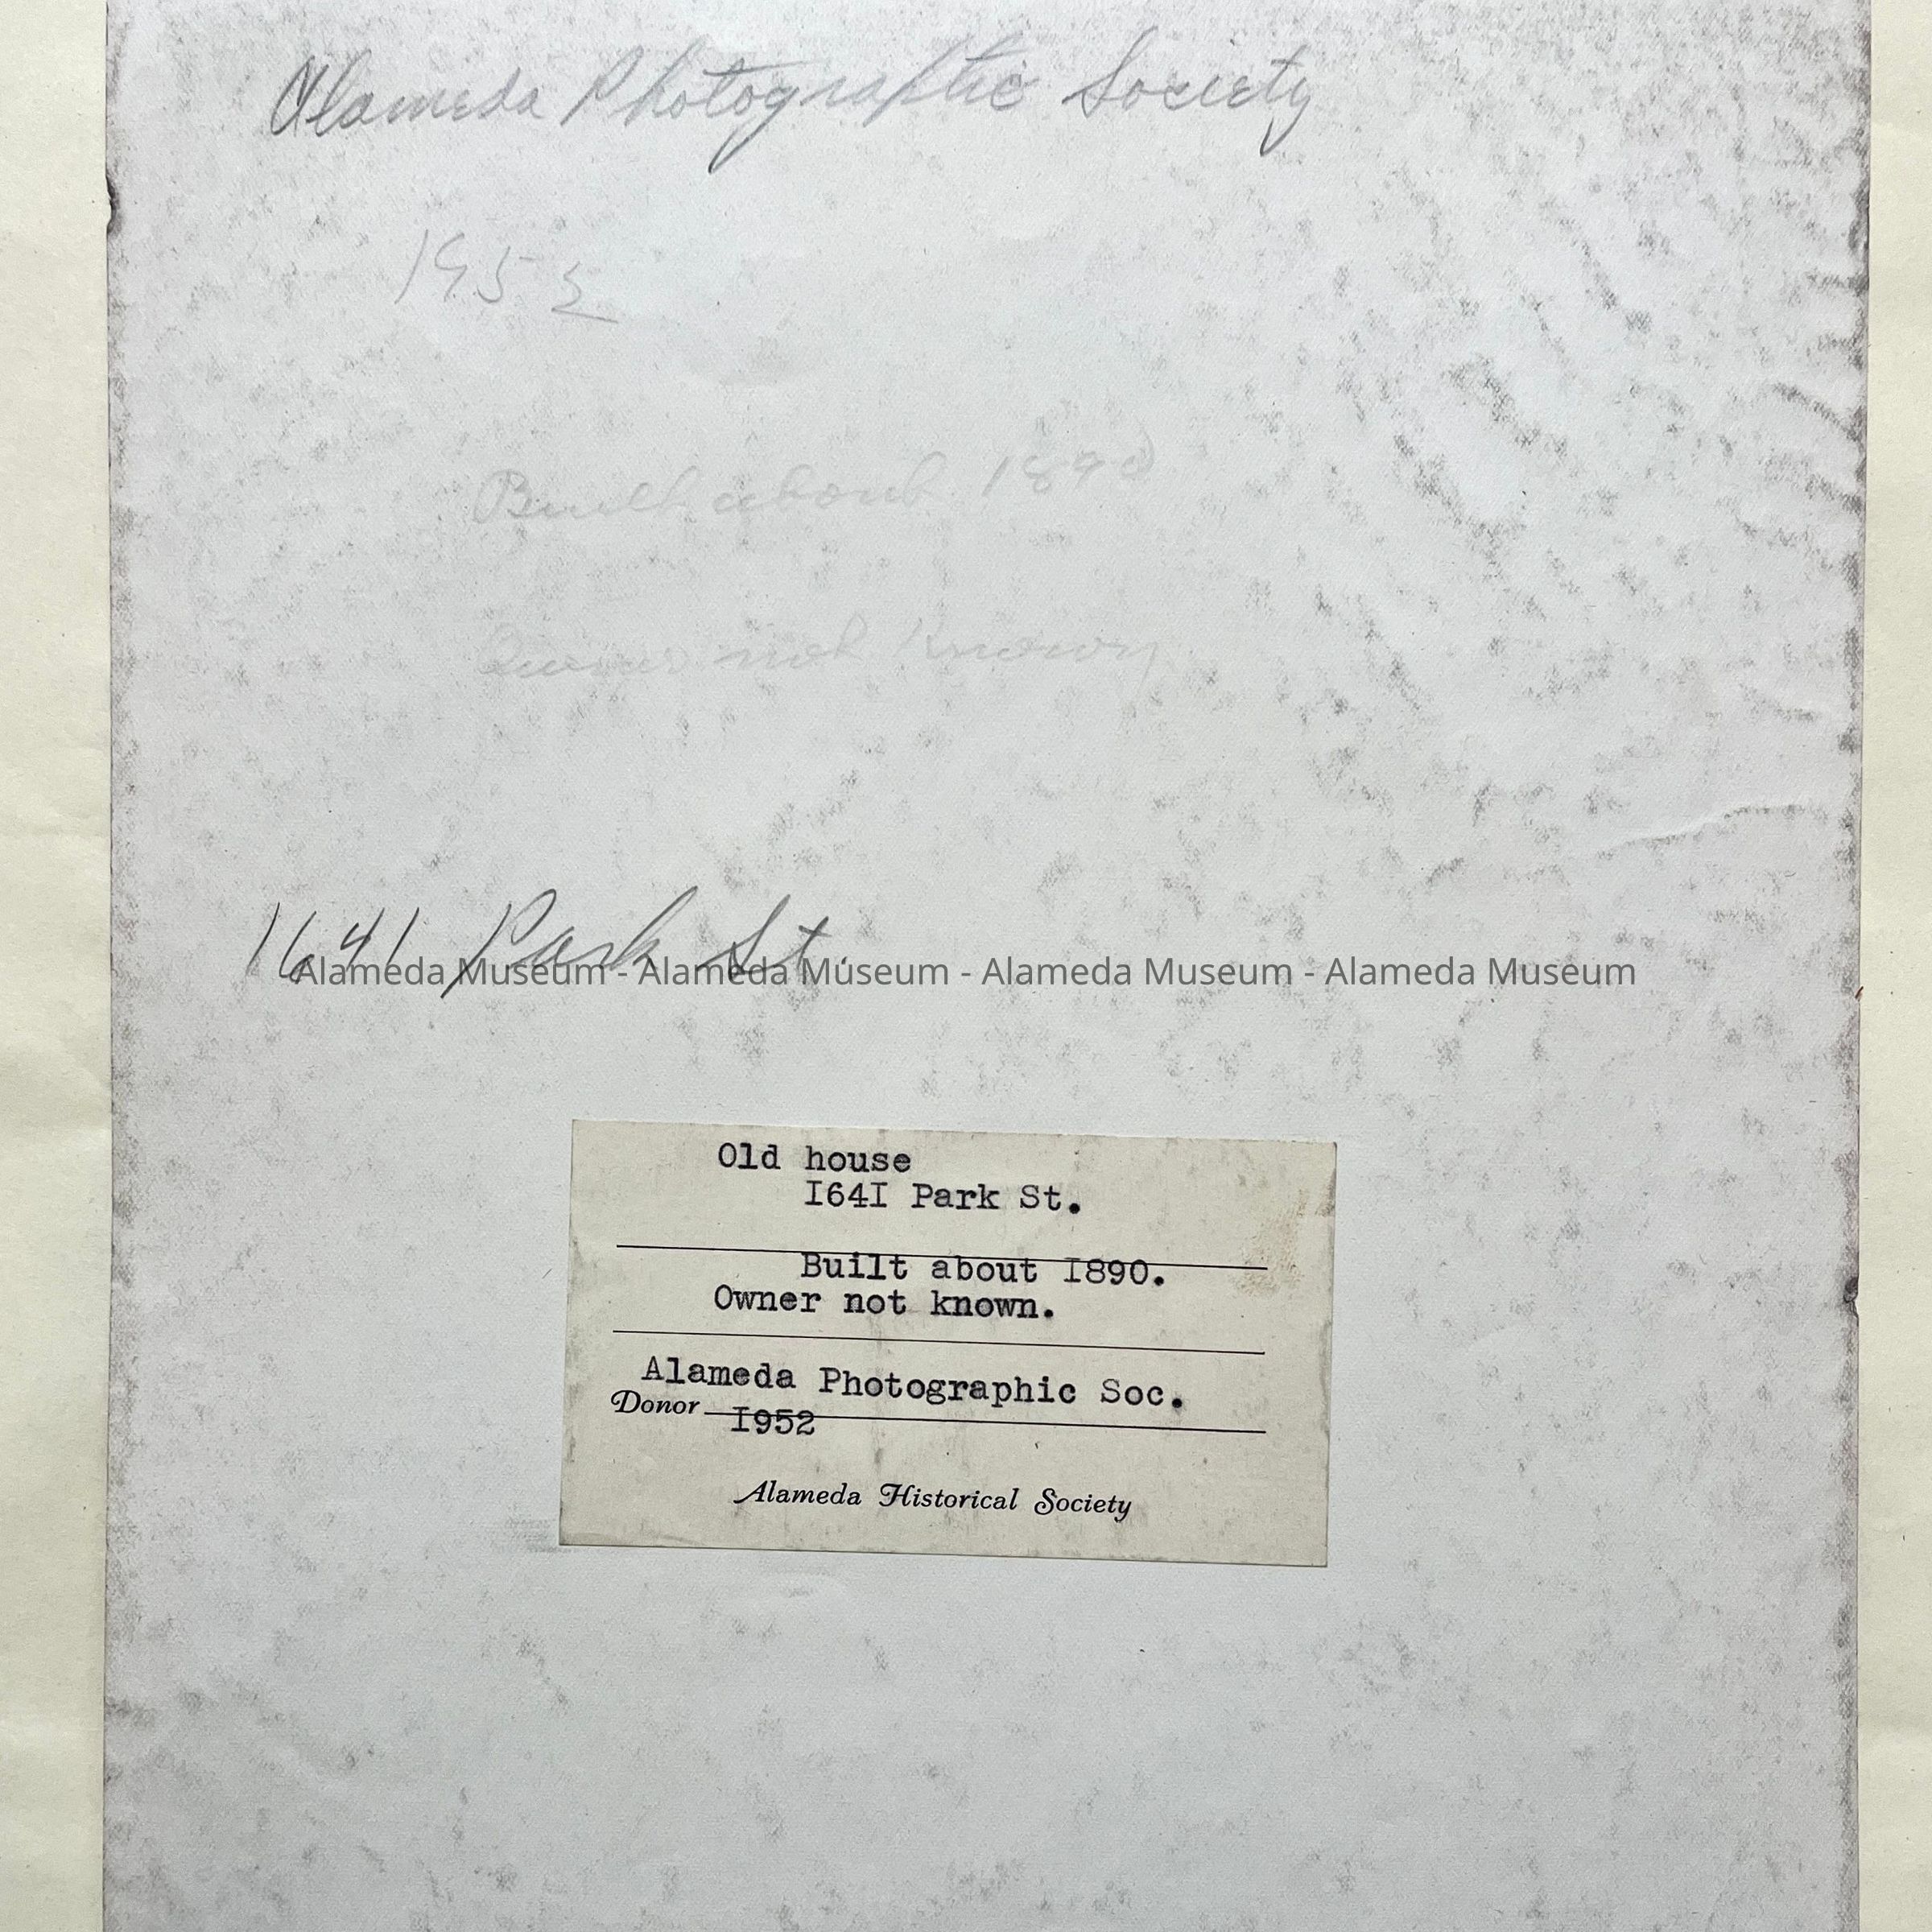 Alameda Photographic Society
1952
Built about 1890
Owner not Known
1641 Park St.
Alameda Museum - Alameda Museum - Alameda Museum - Alameda Museum
Old house
I64I Park St.
Built about I890.
Owner not known.
Alameda Photographic Soc.
Donor I952
Alameda Historical Society